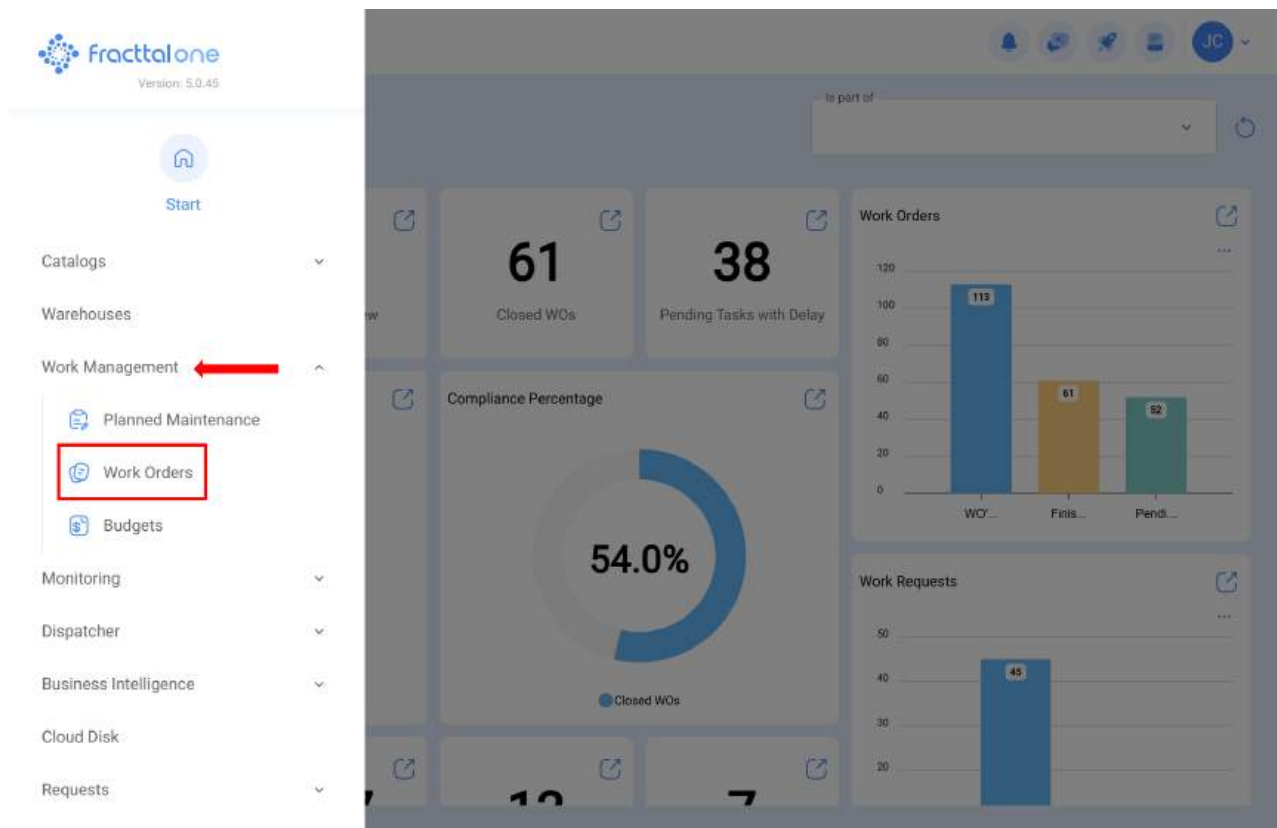 fracttal one
Version: 5.0.45
Start
Catalogs
Warehouses
Work Management
Planned Maintenance
Work Orders
Budgets
Monitoring
Dispatcher
Business Intelligence
Cloud Disk
Requests
JC
Is part of
61
Closed WOs
38
Pending Tasks with Delay
Work Orders
...
120
100
80
60
40
20
0
113
61
52
WO'...
Finis...
Pendi...
Compliance Percentage
54.0%
Closed WOs
Work Requests
...
50
40
30
20
45